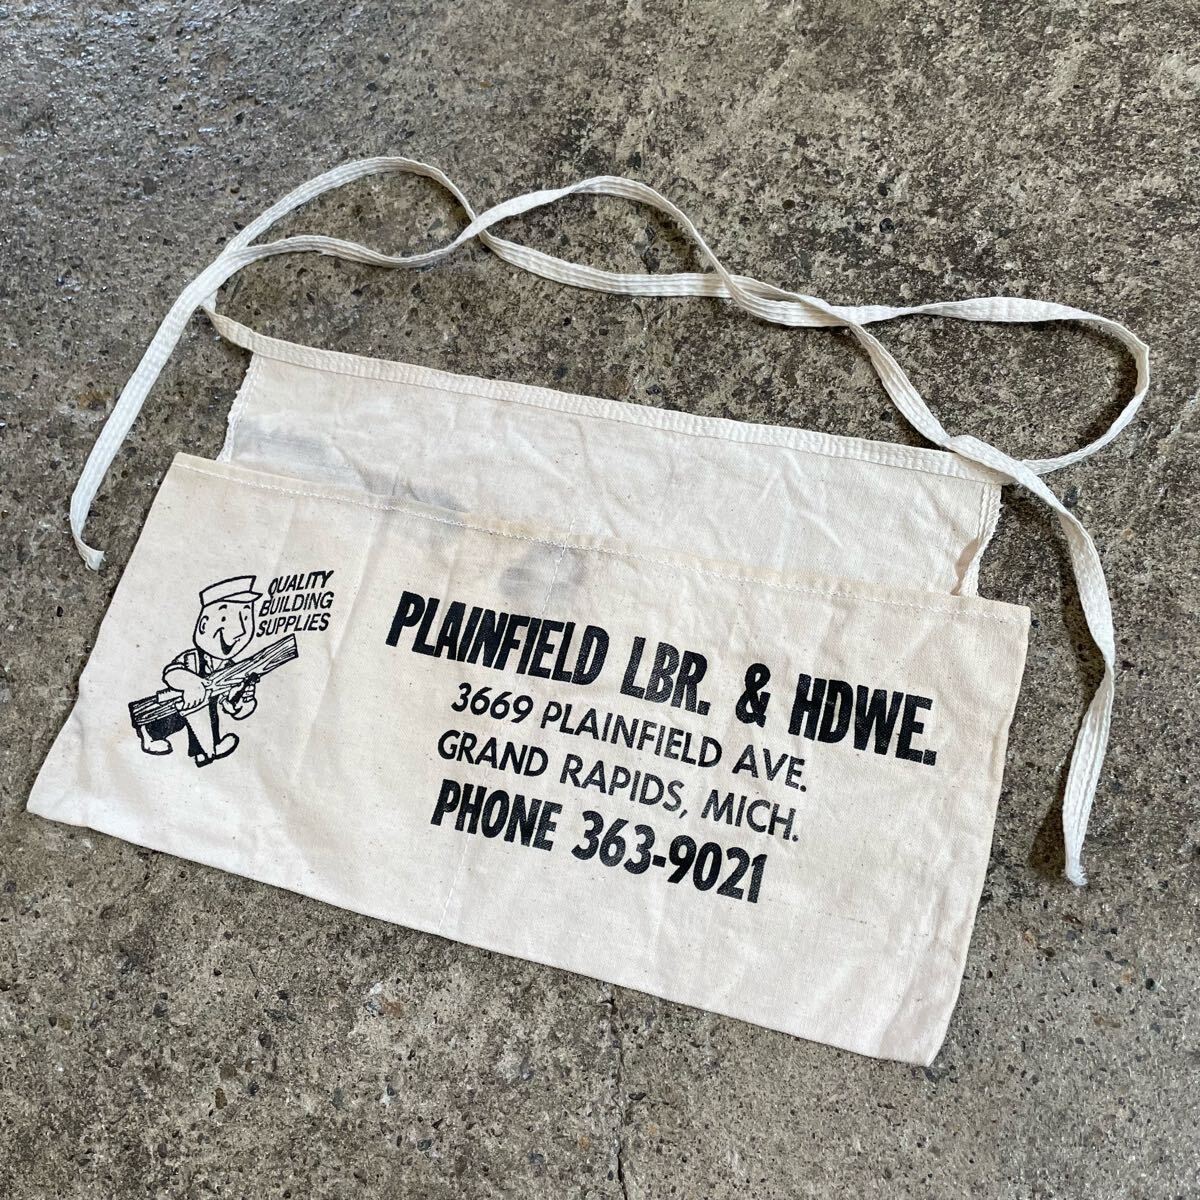 QUALITY
BUILDING
SUPPLIES
PLAINFIELD LBR. & HDWE.
3669 PLAINFIELD AVE.
GRAND RAPIDS, MICH.
PHONE 363-9021